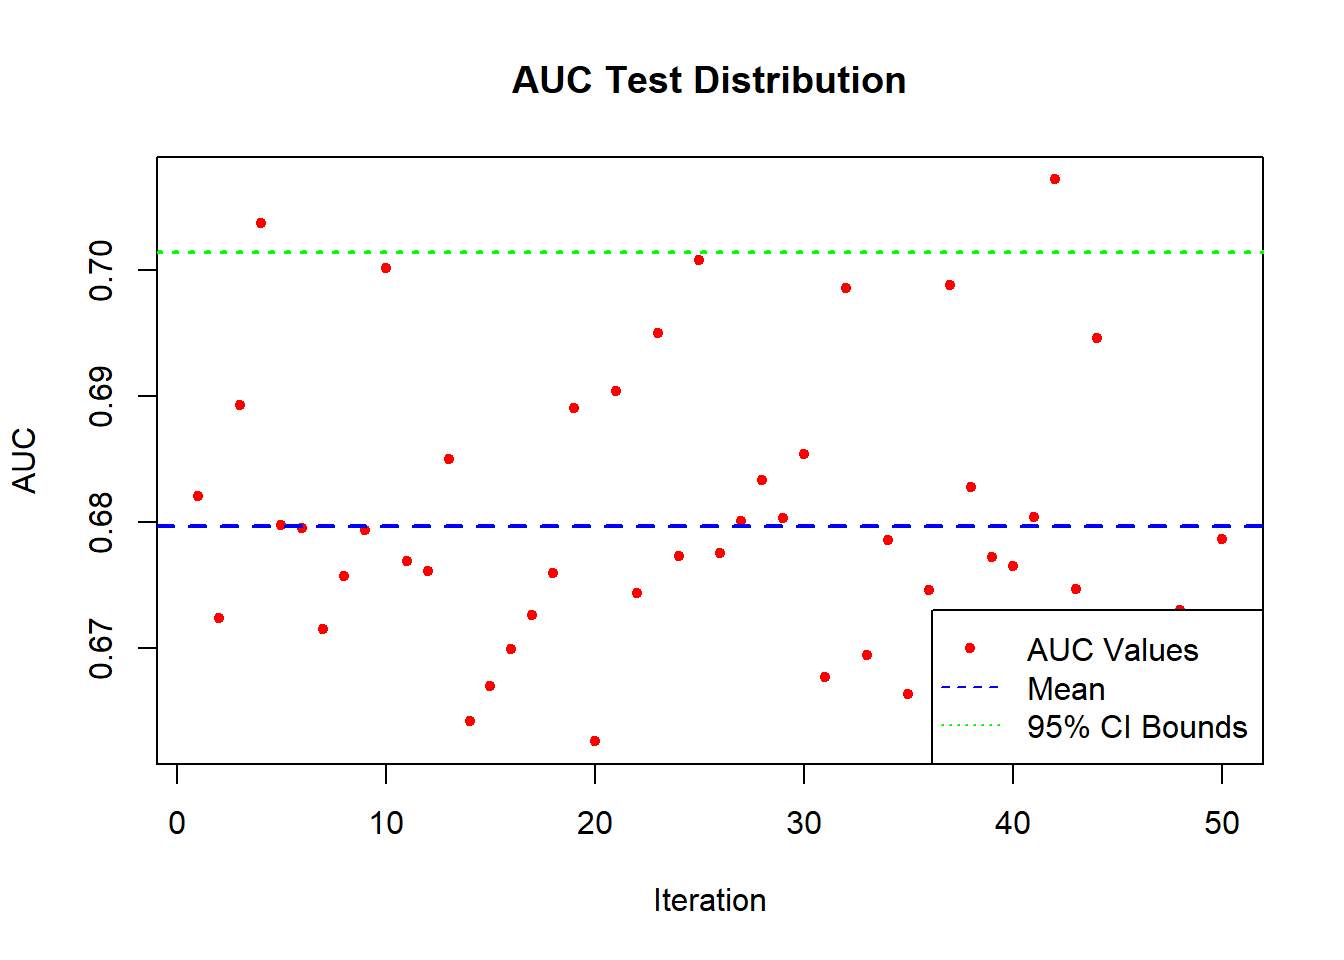 AUC Test Distribution
AUC
0.70
0.69
0.68
0.67
AUC Values
Mean
95% CI Bounds
0 10 20 30 40 50
Iteration